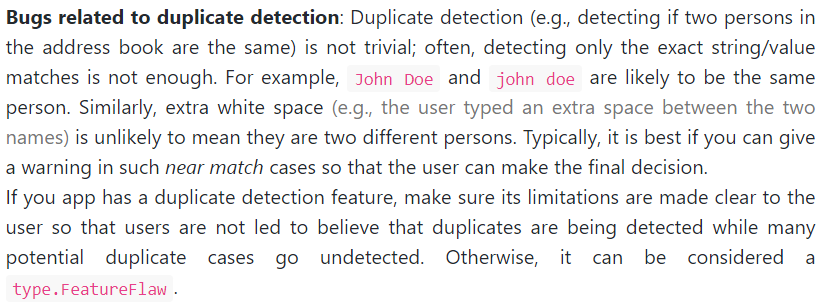 Bugs related to duplicate detection: Duplicate detection (e.g., detecting if two persons in
the address book are the same) is not trivial; often, detecting only the exact string/value
matches is not enough. For example, John Doe and john doe are likely to be the same
person. Similarly, extra white space (e.g., the user typed an extra space between the two
names) is unlikely to mean they are two different persons. Typically, it is best if you can give
a warning in such near match cases so that the user can make the final decision.
If you app has a duplicate detection feature, make sure its limitations are made clear to the
user so that users are not led to believe that duplicates are being detected while many
potential duplicate cases go undetected. Otherwise, it can be considered a
type.FeatureFlaw.